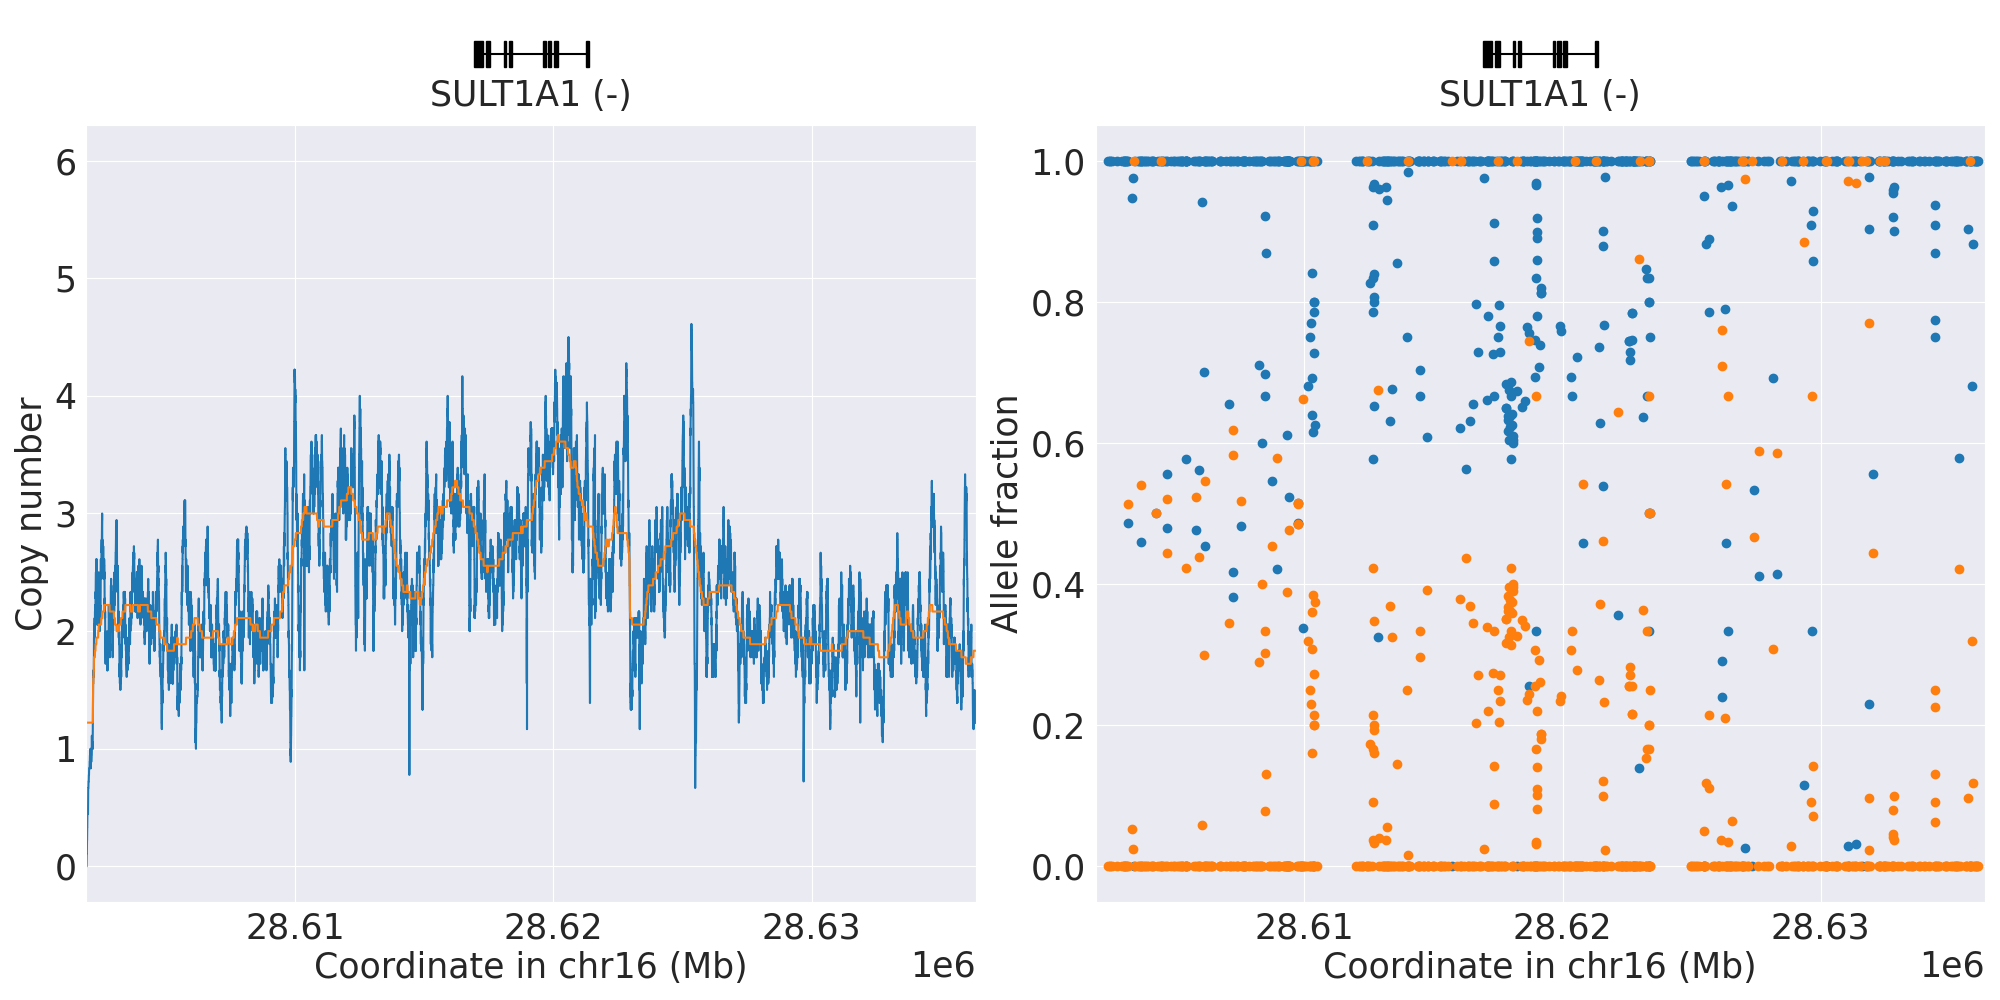 SULT1A1 (-)
6
5
4
3
2
1
0
Copy number
28.61
28.62
28.63
Coordinate in chr16 (Mb)
1e6
SULT1A1 (-)
1.0
0.8
0.6
0.4
0.2
0.0
Allele fraction
28.61
28.62
28.63
Coordinate in chr16 (Mb)
1e6